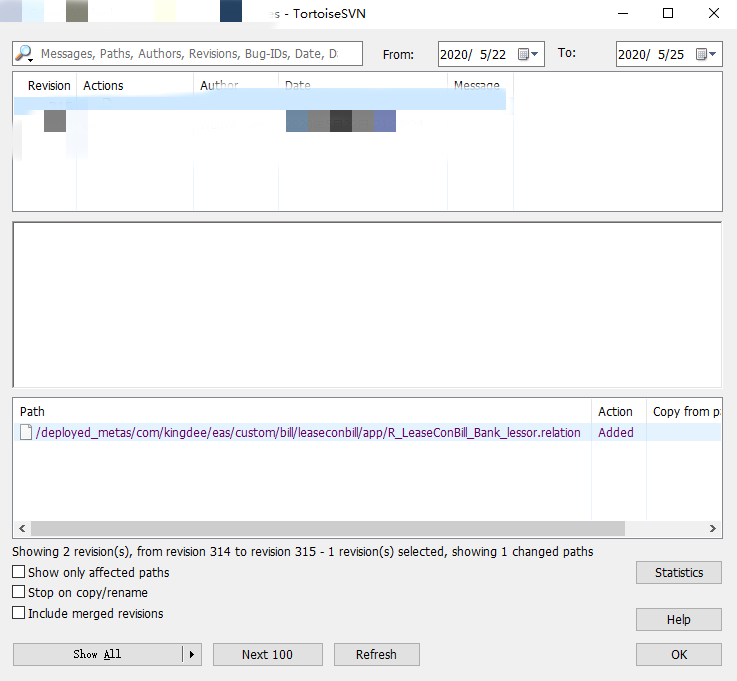 s - TortoiseSVN
Messages, Paths, Authors, Revisions, Bug-IDs, Date, D
From: 2020/ 5/22 To: 2020/ 5/25
Revision Actions Author Date Message
Path Action Copy from p
/deployed_metas/com/kingdee/eas/custom/bill/leaseconbill/app/R_LeaseConBill_Bank_lessor.relation Added
Showing 2 revision(s), from revision 314 to revision 315 - 1 revision(s) selected, showing 1 changed paths
Show only affected paths
Statistics
Stop on copy/rename
Include merged revisions
Help
Show All Next 100 Refresh OK